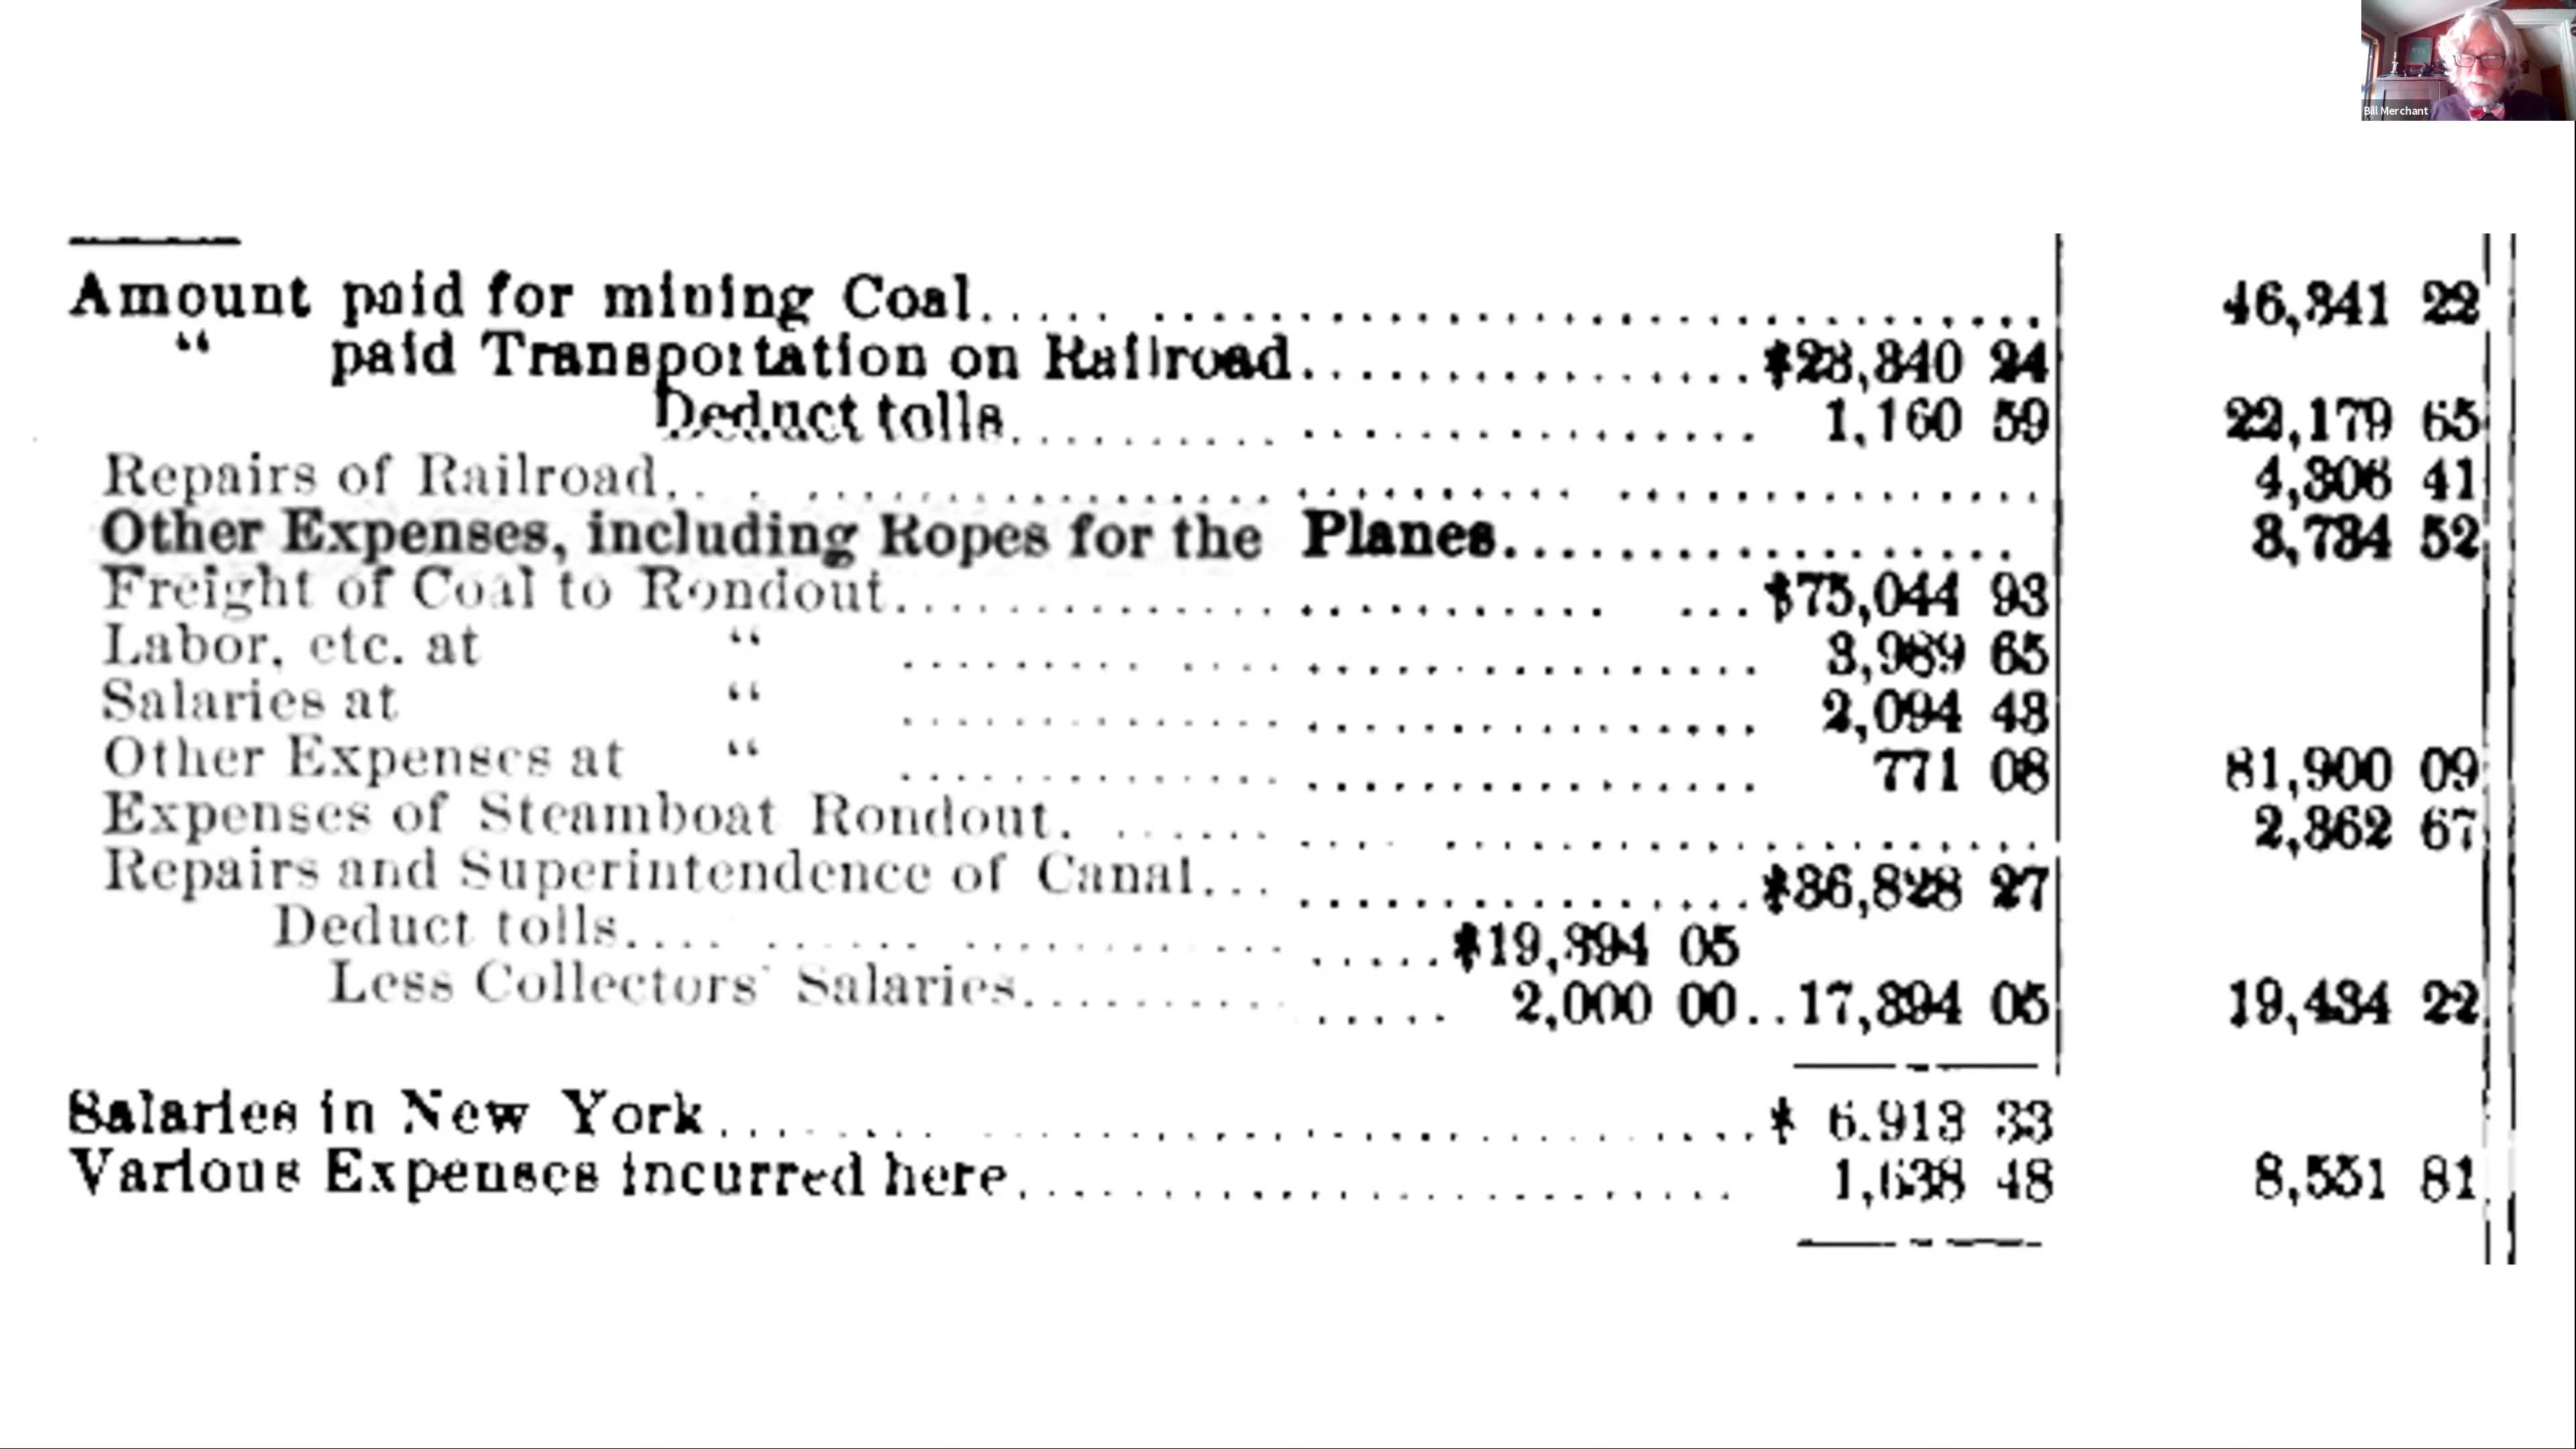 Bill Merchant
Amount paid for mining Coal..... .............................. 46,341 22
“ paid Transportation on Railroad.................$23,340 24
Deduct tolls.......... ................ 1,160 59 22,179 65
Repairs of Railroad.. . .................. .......... ............... 4,306 41
Other Expenses, including Ropes for the Planes.................. 3,734 52
Freight of Coal to Rondout......................... ...$75,044 93
Labor, etc. at “ ........ .................... 3,989 65
Salaries at “ ............................ 2,094 43
Other Expenses at “ ............................ 771 08 81,900 09
Expenses of Steamboat Rondout. ...... .... ..................... 2,362 67
Repairs and Superintendence of Canal... ................$36,828 27
Deduct tolls.... ...... ............ .....$19,394 05
Less Collectors' Salaries.......... ..... 2,000 00..17,394 05 19,434 22
Salaries in New York........ ...........................$ 6.913 33
Various Expenses incurred here......................... 1,638 48 8,551 81